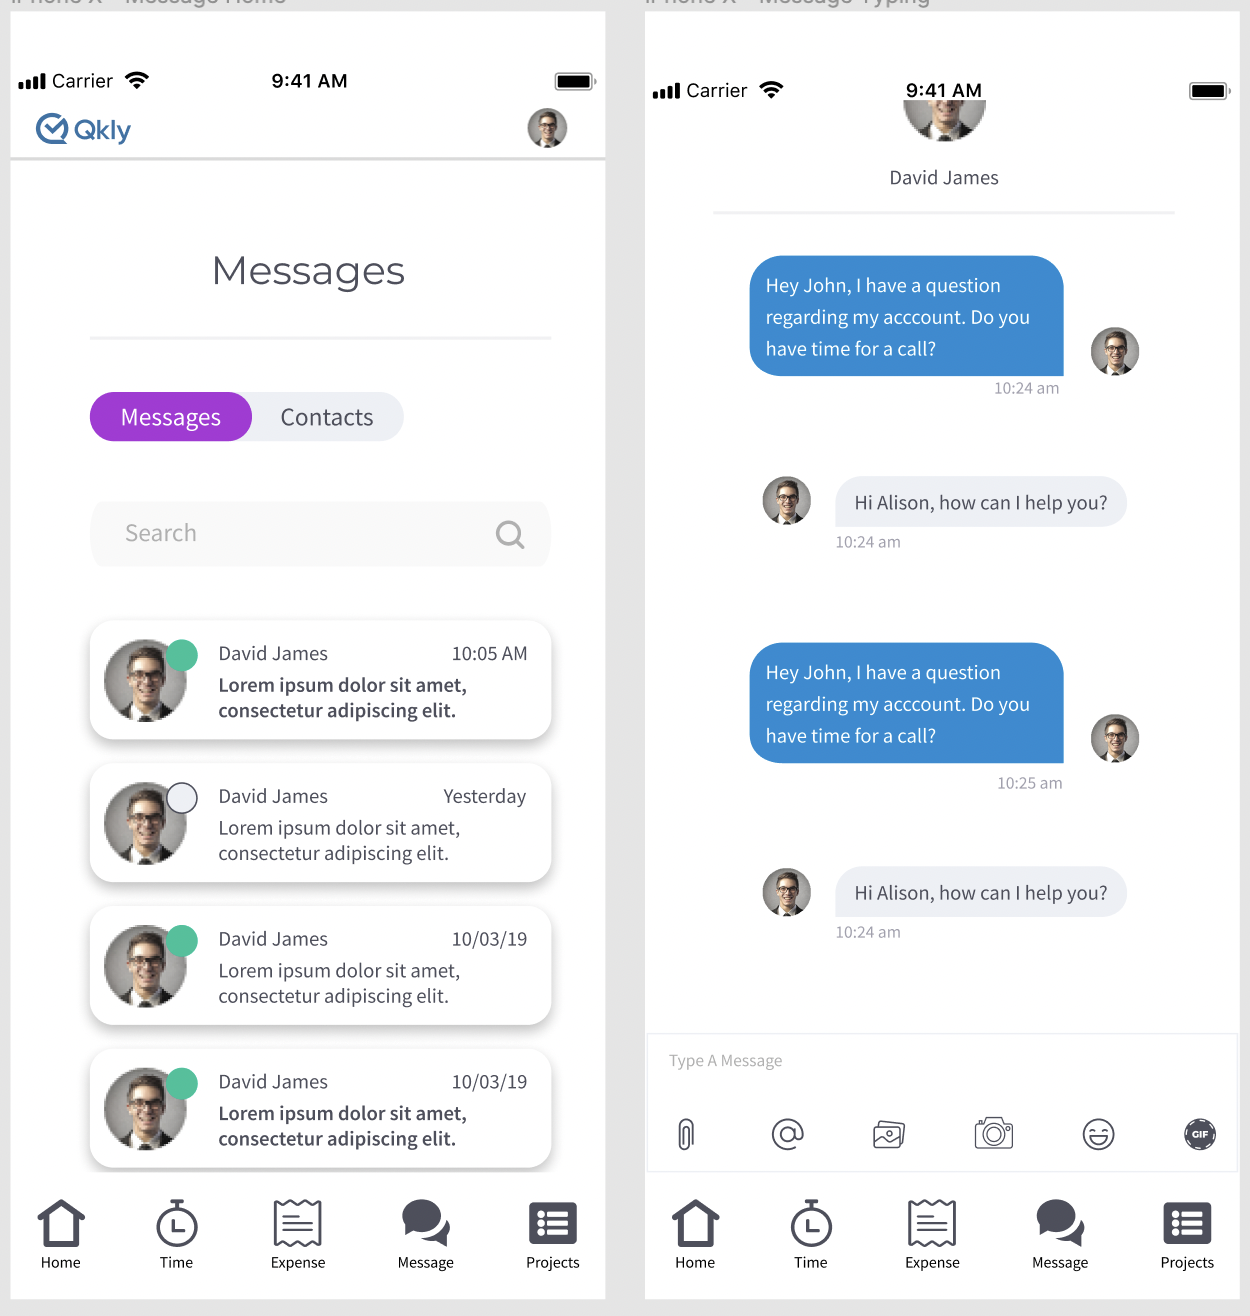 iPhone X – Message Home
Carrier
9:41 AM
Qkly
Messages
Messages
Contacts
Search
David James
10:05 AM
Lorem ipsum dolor sit amet,
consectetur adipiscing elit.
David James
Yesterday
Lorem ipsum dolor sit amet,
consectetur adipiscing elit.
David James
10/03/19
Lorem ipsum dolor sit amet,
consectetur adipiscing elit.
David James
10/03/19
Lorem ipsum dolor sit amet,
consectetur adipiscing elit.
Home
Time
Expense
Message
Projects
iPhone X – Message Typing
Carrier
9:41 AM
David James
Hey John, I have a question
regarding my acccount. Do you
have time for a call?
10:24 am
Hi Alison, how can I help you?
10:24 am
Hey John, I have a question
regarding my acccount. Do you
have time for a call?
10:25 am
Hi Alison, how can I help you?
10:24 am
Type A Message
GIF
Home
Time
Expense
Message
Projects